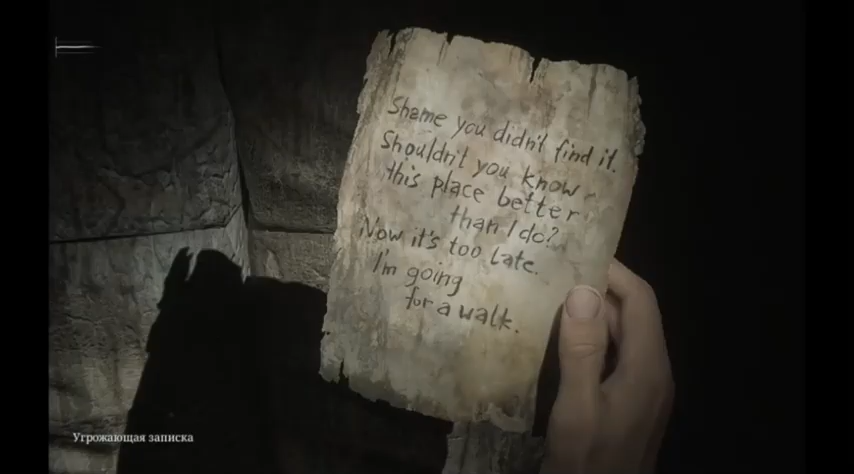 Shame you didn't find it.
Shouldn't you know
this place better
than I do?
Now it's too late.
I'm going
for a walk.
Угрожающая записка